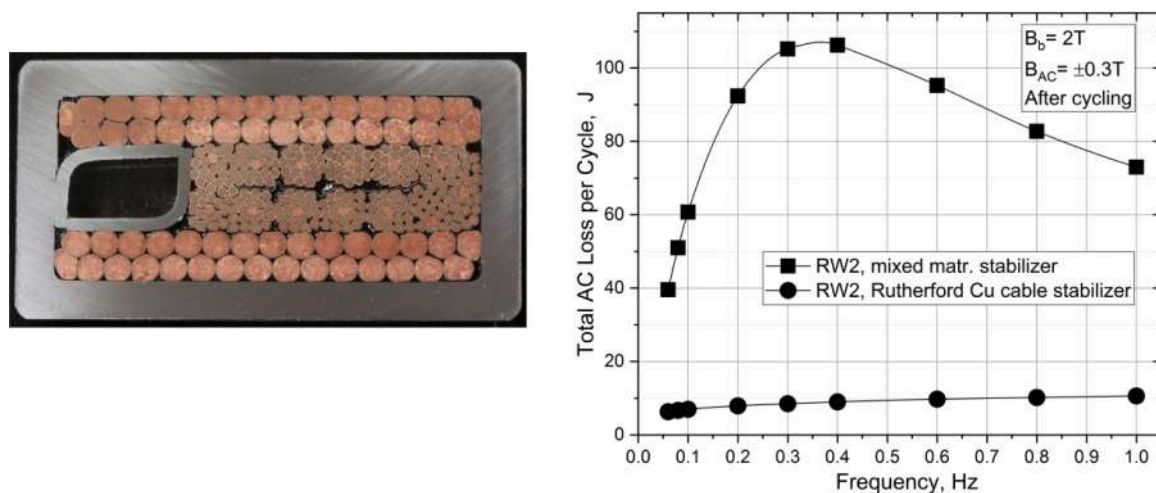 B_b= 2T
B_AC= ±0.3T
After cycling
RW2, mixed matr. stabilizer
RW2, Rutherford Cu cable stabilizer
Total AC Loss per Cycle, J
100
80
60
40
20
0
0.0 0.1 0.2 0.3 0.4 0.5 0.6 0.7 0.8 0.9 1.0
Frequency, Hz